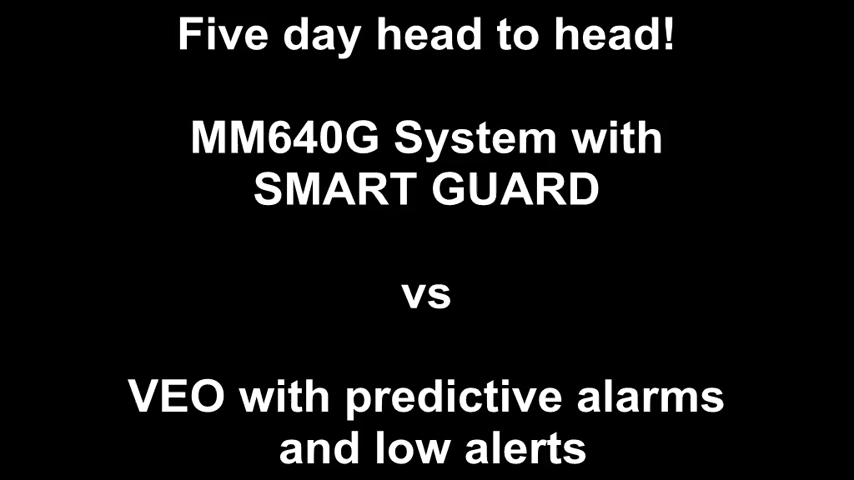 Five day head to head!
MM640G System with
SMART GUARD
vs
VEO with predictive alarms
and low alerts